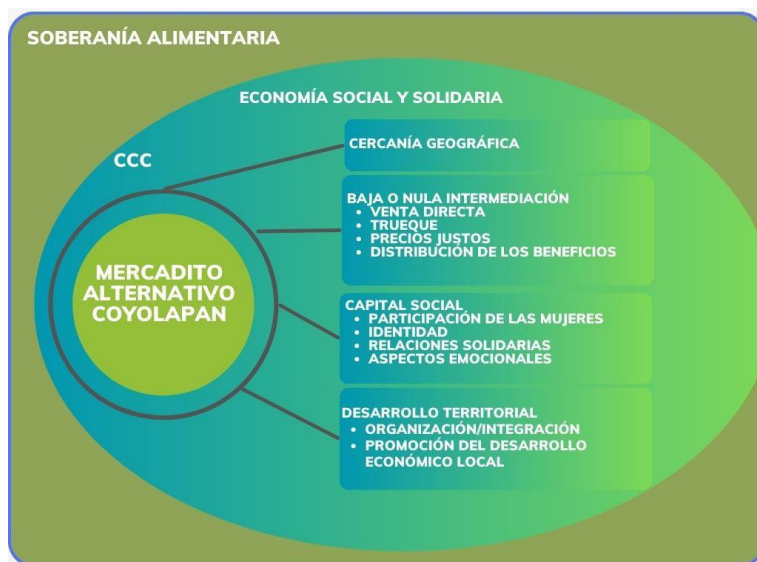 SOBERANÍA ALIMENTARIA
ECONOMÍA SOCIAL Y SOLIDARIA
CCC
MERCADITO
ALTERNATIVO
COYOLAPAN
CERCANÍA GEOGRÁFICA
BAJA O NULA INTERMEDIACIÓN
• VENTA DIRECTA
• TRUEQUE
• PRECIOS JUSTOS
• DISTRIBUCIÓN DE LOS BENEFICIOS
CAPITAL SOCIAL
• PARTICIPACIÓN DE LAS MUJERES
• IDENTIDAD
• RELACIONES SOLIDARIAS
• ASPECTOS EMOCIONALES
DESARROLLO TERRITORIAL
• ORGANIZACIÓN/INTEGRACIÓN
• PROMOCIÓN DEL DESARROLLO
ECONÓMICO LOCAL